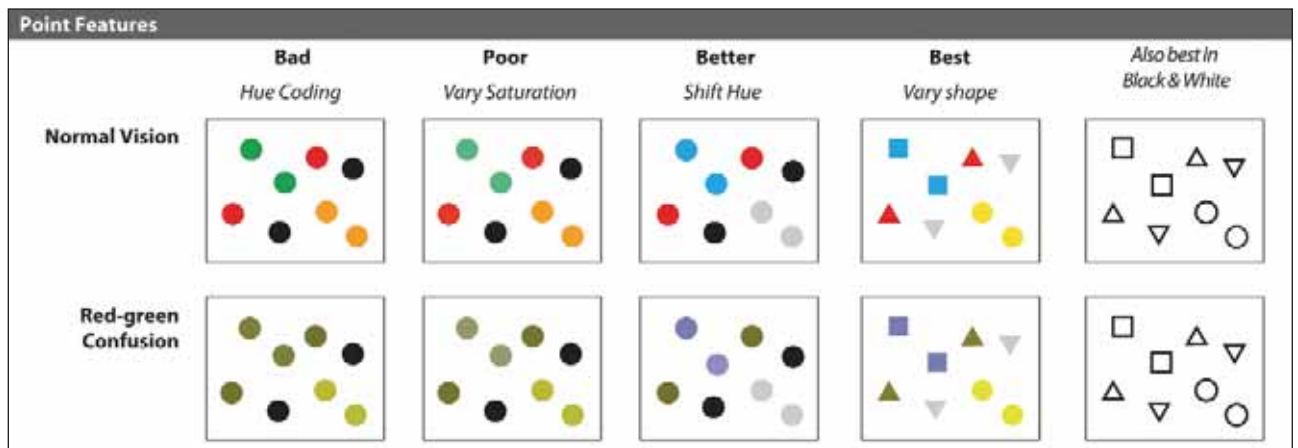 Point Features
Bad
Poor
Better
Best
Also best in
Black & White
Hue Coding
Vary Saturation
Shift Hue
Vary shape
Normal Vision
Red-green
Confusion